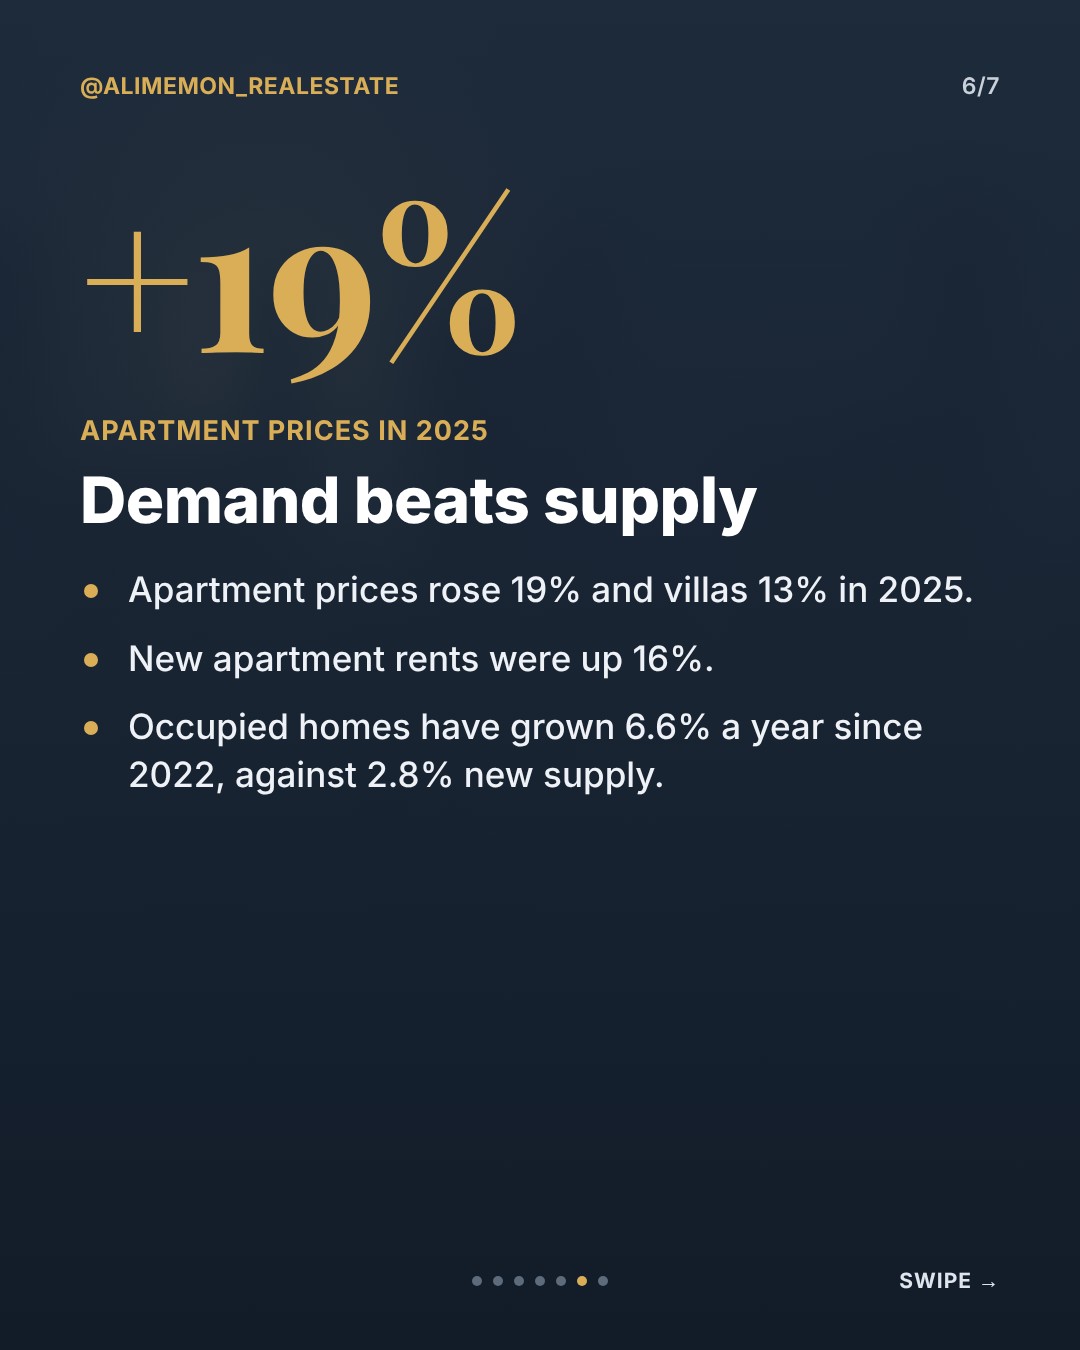 @ALIMEMON_REALESTATE
6/7
+19%
APARTMENT PRICES IN 2025
Demand beats supply
• Apartment prices rose 19% and villas 13% in 2025.
• New apartment rents were up 16%.
• Occupied homes have grown 6.6% a year since
2022, against 2.8% new supply.
SWIPE →